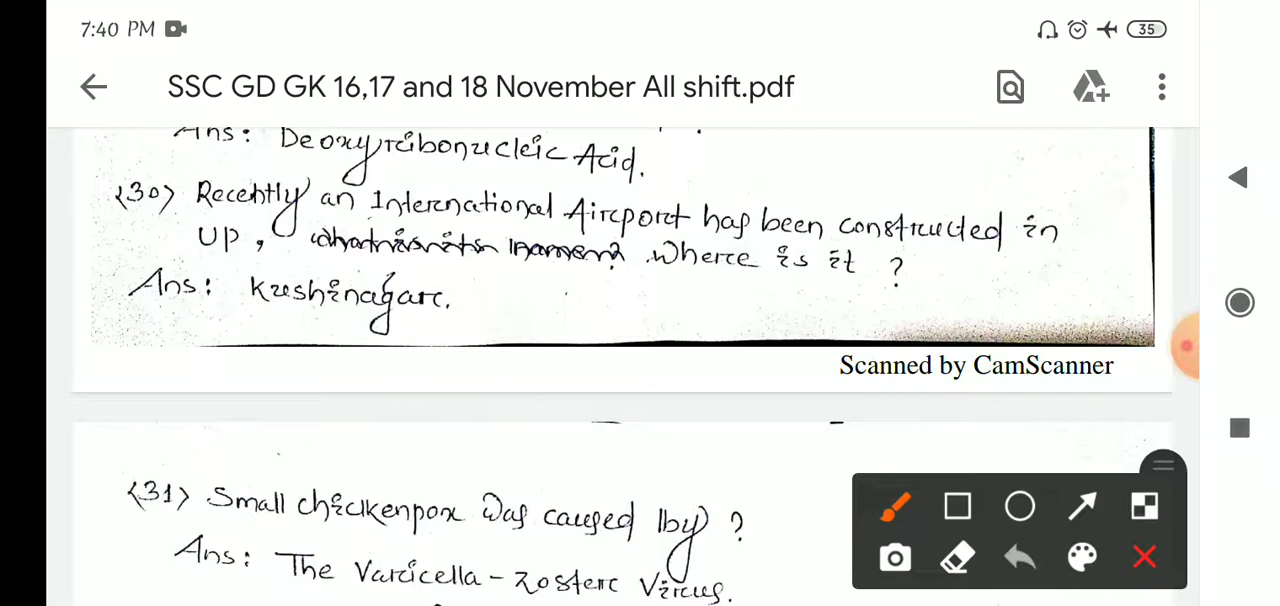 7:40 PM
35
SSC GD GK 16,17 and 18 November All shift.pdf
Ans: Deoxyribonucleic Acid.
(30) Recently an International Airport has been constructed in
UP, where is it ?
Ans: Kushinagar.
Scanned by CamScanner
(31) Small chickenpox was caused by ?
Ans: The Varicella - Zoster Virus.